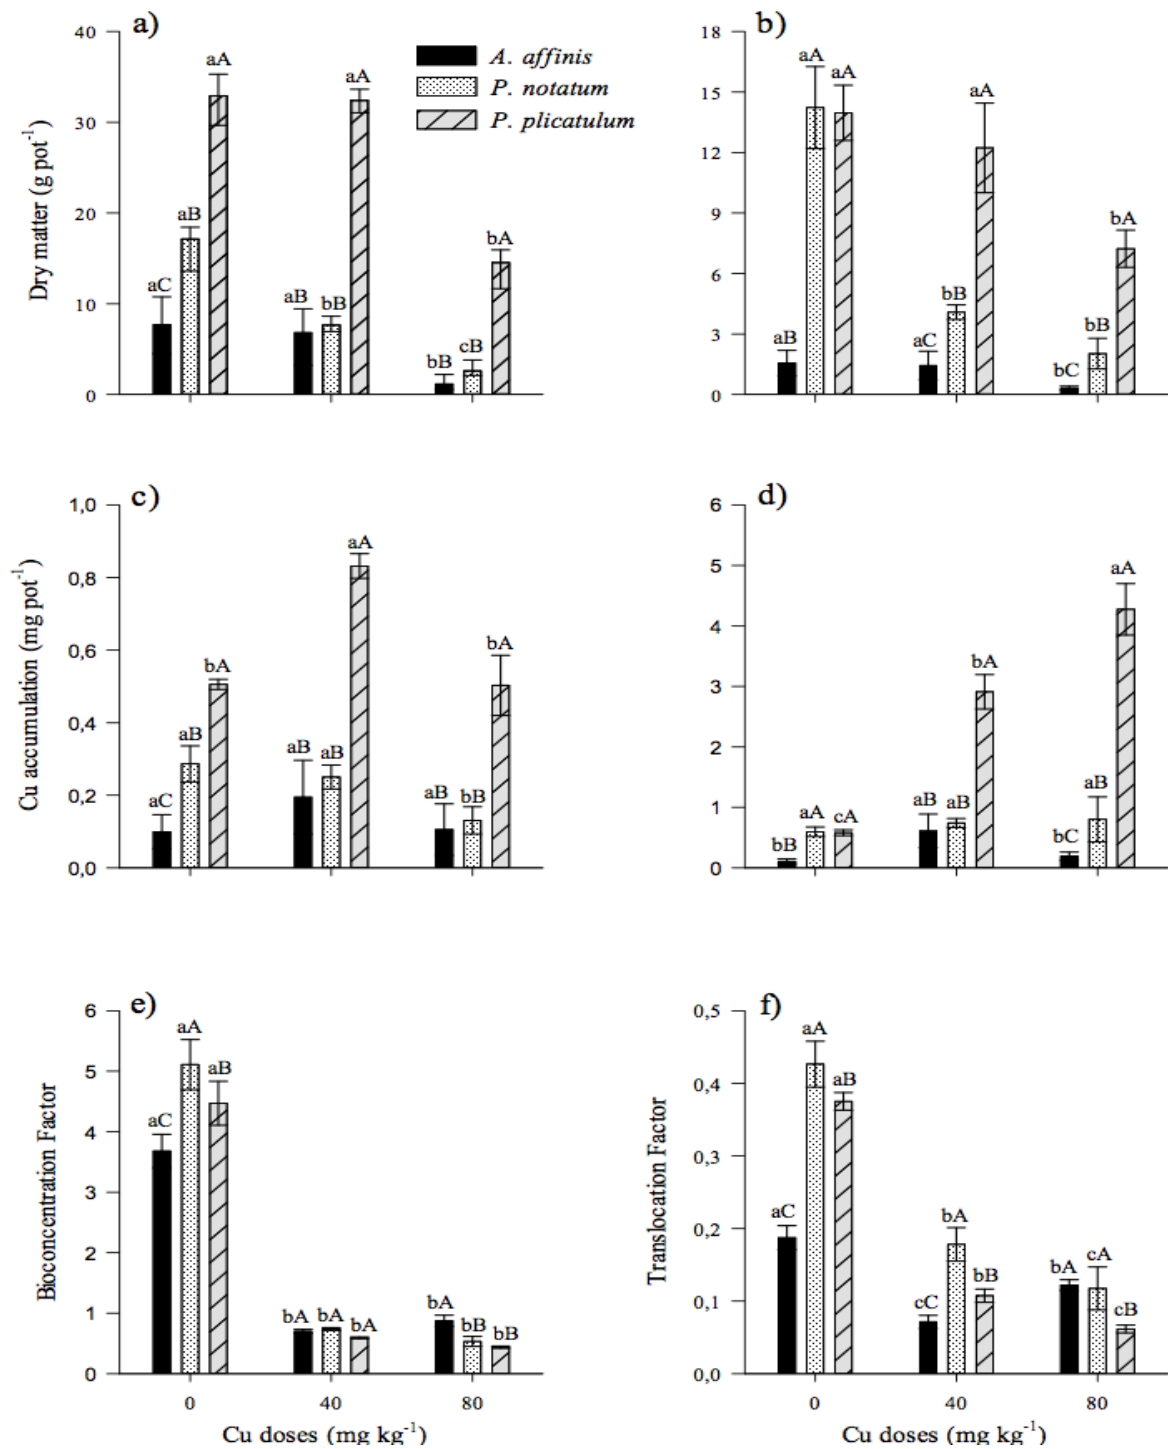 a)
40
30
20
10
0
Dry matter (g pot⁻¹)
A. affinis
P. notatum
P. plicatulum
aC
aB
aA
aB
bB
aA
bB
cB
bA
b)
18
15
12
9
6
3
0
aB
aA
aA
aC
bB
aA
bC
bB
bA
c)
1,0
0,8
0,6
0,4
0,2
0,0
Cu accumulation (mg pot⁻¹)
aC
aB
bA
aB
aB
aA
aB
bB
bA
d)
6
5
4
3
2
1
0
bB
aA
cA
aB
aB
bA
bC
aB
aA
e)
6
5
4
3
2
1
0
Bioconcentration Factor
aC
aA
aB
bA
bA
bA
bA
bB
bB
0
40
80
Cu doses (mg kg⁻¹)
f)
0,5
0,4
0,3
0,2
0,1
0,0
Translocation Factor
aC
aA
aB
cC
bA
bB
bA
cA
cB
0
40
80
Cu doses (mg kg⁻¹)